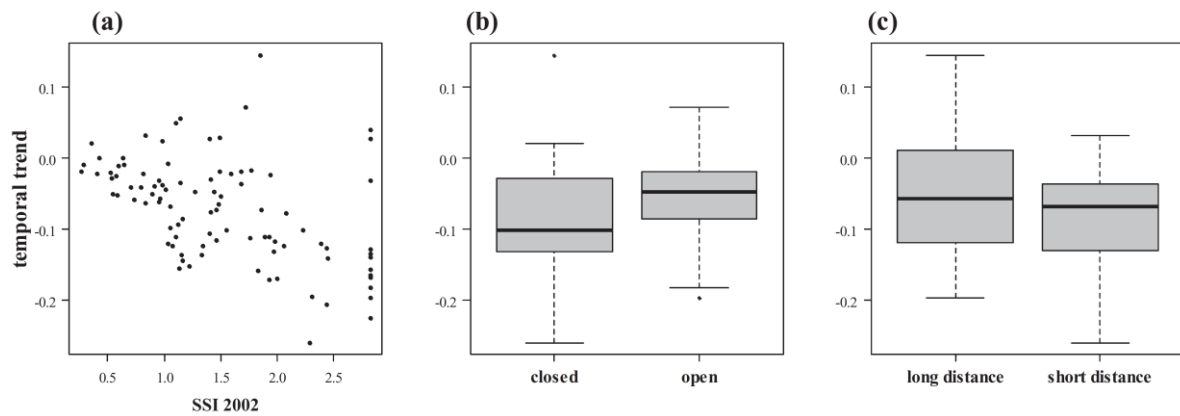 (a)
temporal trend
0.1
0.0
-0.1
-0.2
0.5 1.0 1.5 2.0 2.5
SSI 2002
(b)
0.1
0.0
-0.1
-0.2
closed open
(c)
0.1
0.0
-0.1
-0.2
long distance short distance